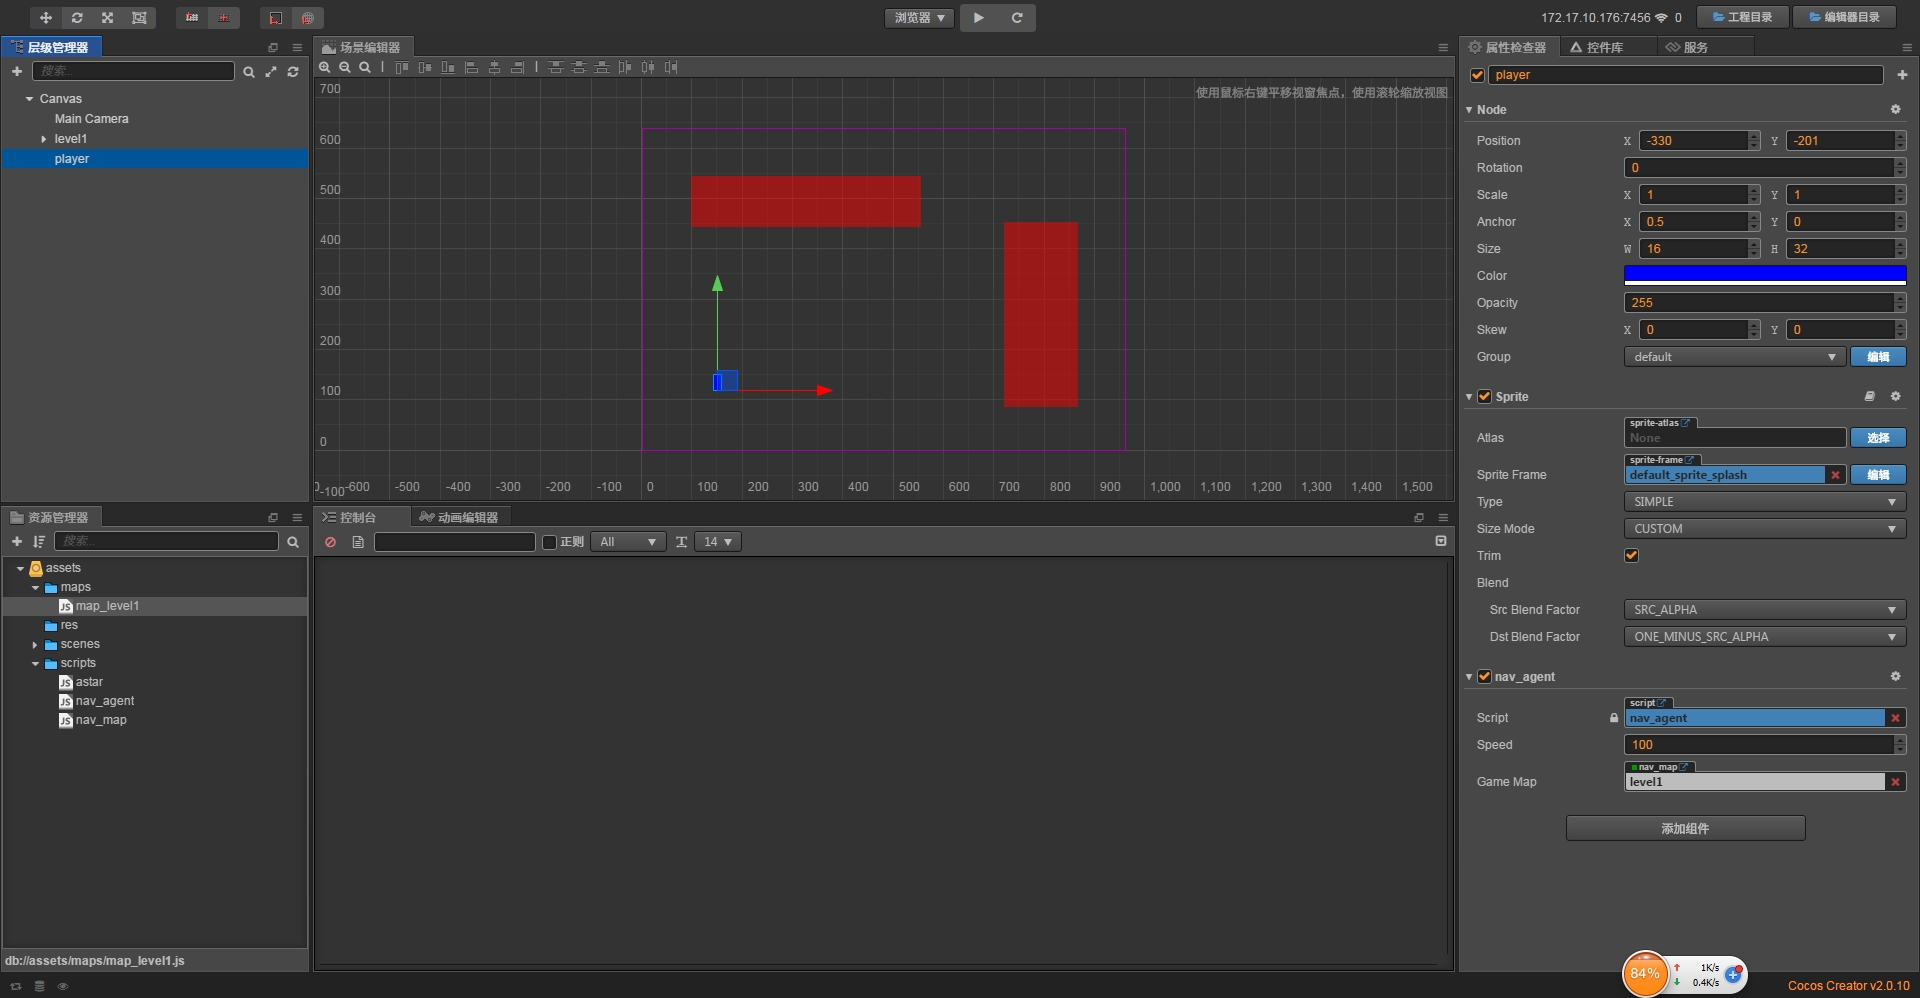 浏览器
172.17.10.176:7456 0
工程目录
编辑器目录
层级管理器
搜索...
Canvas
Main Camera
level1
player
场景编辑器
使用鼠标右键平移视窗焦点，使用滚轮缩放视图
700
600
500
400
300
200
100
0
-100
-600 -500 -400 -300 -200 -100 0 100 200 300 400 500 600 700 800 900 1,000 1,100 1,200 1,300 1,400 1,500
资源管理器
搜索...
assets
maps
map_level1
res
scenes
scripts
astar
nav_agent
nav_map
db://assets/maps/map_level1.js
控制台
动画编辑器
正则
All
14
属性检查器
控件库
服务
player
Node
Position X -330 Y -201
Rotation 0
Scale X 1 Y 1
Anchor X 0.5 Y 0
Size W 16 H 32
Color
Opacity 255
Skew X 0 Y 0
Group default 编辑
Sprite
sprite-atlas
Atlas None 选择
sprite-frame
Sprite Frame default_sprite_splash 编辑
Type SIMPLE
Size Mode CUSTOM
Trim
Blend
Src Blend Factor SRC_ALPHA
Dst Blend Factor ONE_MINUS_SRC_ALPHA
nav_agent
script
Script nav_agent
Speed 100
nav_map
Game Map level1
添加组件
84%
1K/s
0.4K/s
Cocos Creator v2.0.10